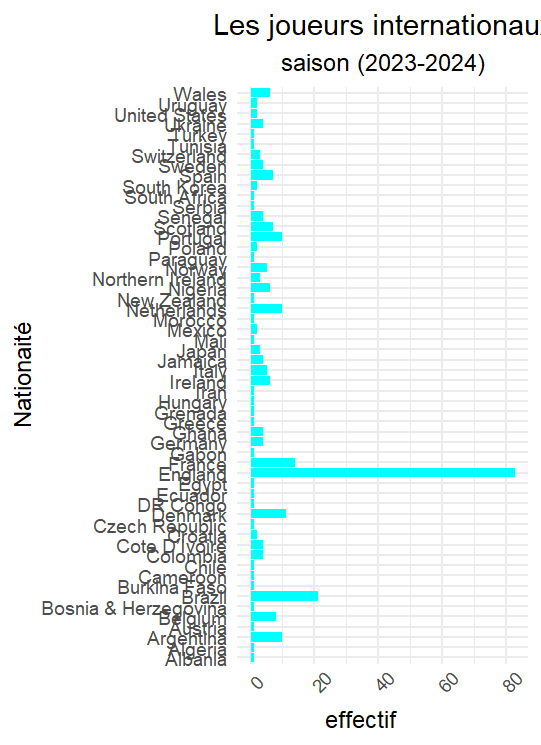 Les joueurs internationau
saison (2023-2024)
Wales
Uruguay
United States
Ukraine
Turkey
Tunisia
Switzerland
Sweden
Spain
South Korea
South Africa
Serbia
Senegal
Scotland
Portugal
Poland
Paraguay
Norway
Northern Ireland
Nigeria
New Zealand
Netherlands
Morocco
Mexico
Mali
Japan
Jamaica
Italy
Ireland
Iran
Hungary
Grenada
Greece
Ghana
Germany
Gabon
France
England
Egypt
Ecuador
DR Congo
Denmark
Czech Republic
Croatia
Cote D'Ivoire
Colombia
Chile
Cameroon
Burkina Faso
Brazil
Bosnia & Herzegovina
Belgium
Austria
Argentina
Algeria
Albania
Nationaité
0 20 40 60 80
effectif